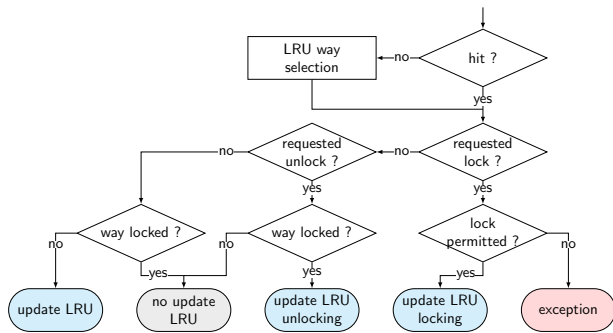 LRU way
selection
no
hit ?
yes
requested
unlock ?
no
no
requested
lock ?
yes
yes
way locked ?
no
yes
way locked ?
no
yes
lock
permitted ?
no
yes
update LRU
no update
LRU
update LRU
unlocking
update LRU
locking
exception